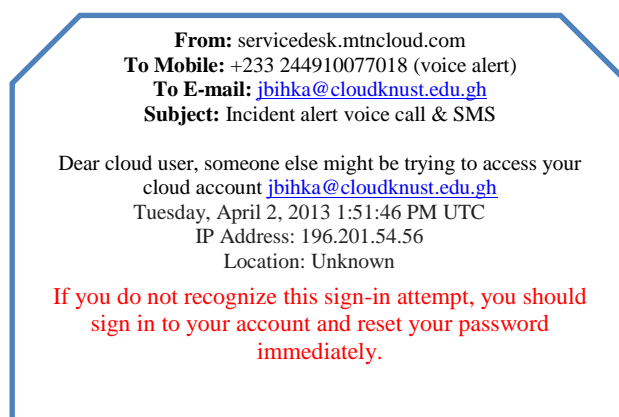 From: servicedesk.mtncloud.com
To Mobile: +233 244910077018 (voice alert)
To E-mail: jbihka@cloudknust.edu.gh
Subject: Incident alert voice call & SMS
Dear cloud user, someone else might be trying to access your
cloud account jbihka@cloudknust.edu.gh
Tuesday, April 2, 2013 1:51:46 PM UTC
IP Address: 196.201.54.56
Location: Unknown
If you do not recognize this sign-in attempt, you should
sign in to your account and reset your password
immediately.